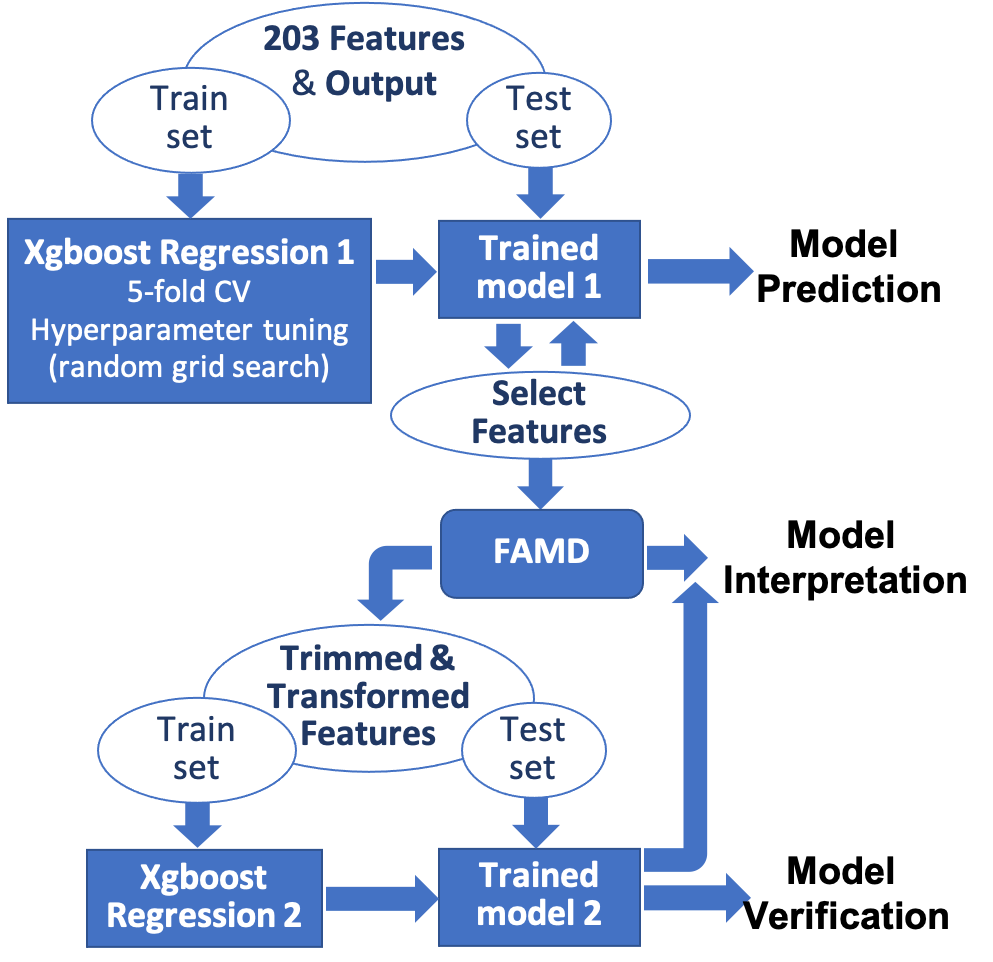 203 Features
& Output
Train
set
Test
set
Xgboost Regression 1
5-fold CV
Hyperparameter tuning
(random grid search)
Trained
model 1
Model
Prediction
Select
Features
FAMD
Model
Interpretation
Trimmed &
Transformed
Features
Train
set
Test
set
Xgboost
Regression 2
Trained
model 2
Model
Verification